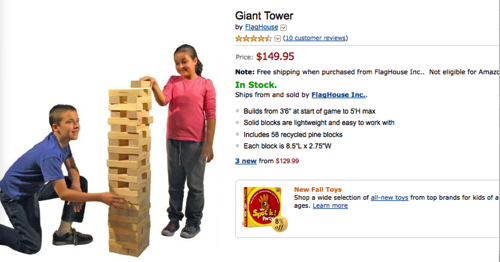 Giant Tower
by FlagHouse
(10 customer reviews)
Price: $149.95
Note: Free shipping when purchased from FlagHouse Inc.. Not eligible for Amazo
In Stock.
Ships from and sold by FlagHouse Inc..
Builds from 3'6" at start of game to 5'H max
Solid blocks are lightweight and easy to work with
Includes 58 recycled pine blocks
Each block is 8.5"L x 2.75"W
3 new from $129.99
New Fall Toys
Shop a wide selection of all-new toys from top brands for kids of a
ages. Learn more
Spot it!
Party
off